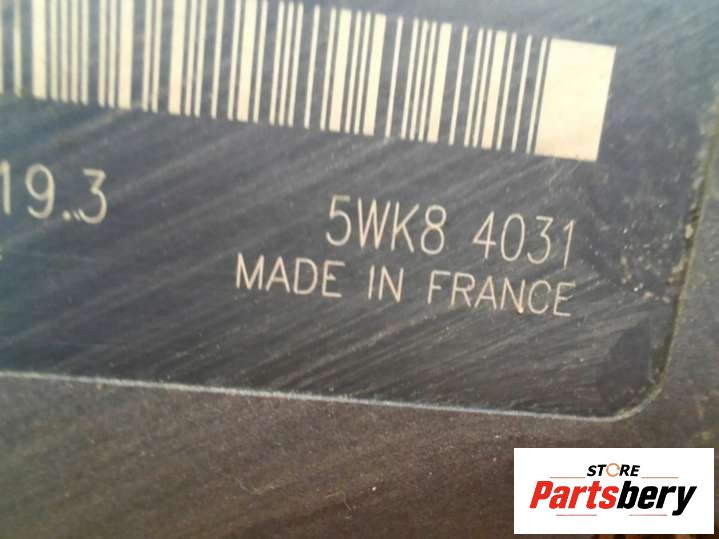 19.3
5WK8 4031
MADE IN FRANCE
STORE
Partsbery